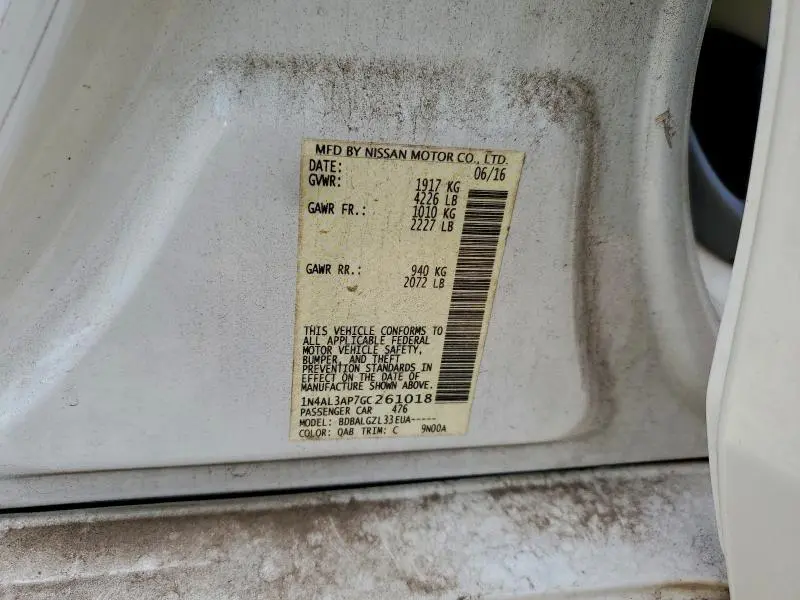 MFD BY NISSAN MOTOR CO., LTD.
DATE: 06/16
GVWR: 1917 KG
4226 LB
GAWR FR.: 1010 KG
2227 LB
GAWR RR.: 940 KG
2072 LB
THIS VEHICLE CONFORMS TO
ALL APPLICABLE FEDERAL
MOTOR VEHICLE SAFETY,
BUMPER, AND THEFT
PREVENTION STANDARDS IN
EFFECT ON THE DATE OF
MANUFACTURE SHOWN ABOVE.
1N4AL3AP7GC261018
PASSENGER CAR 476
MODEL: BDBALGZL33EUA-----
COLOR: QAB TRIM: C 9N00A